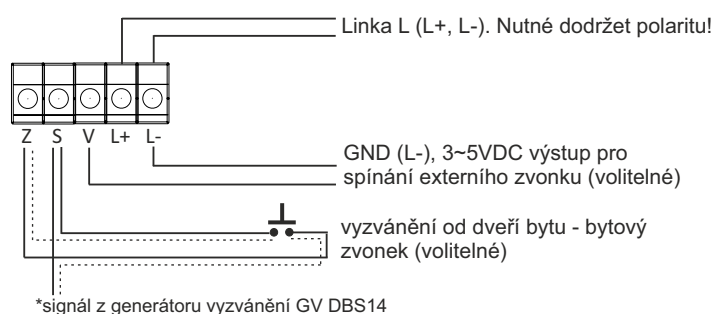 Linka L (L+, L-). Nutné dodržet polaritu!
Z S V L+ L-
GND (L-), 3~5VDC výstup pro
spínání externího zvonku (volitelné)
vyzvánění od dveří bytu - bytový
zvonek (volitelné)
*signál z generátoru vyzvánění GV DBS14